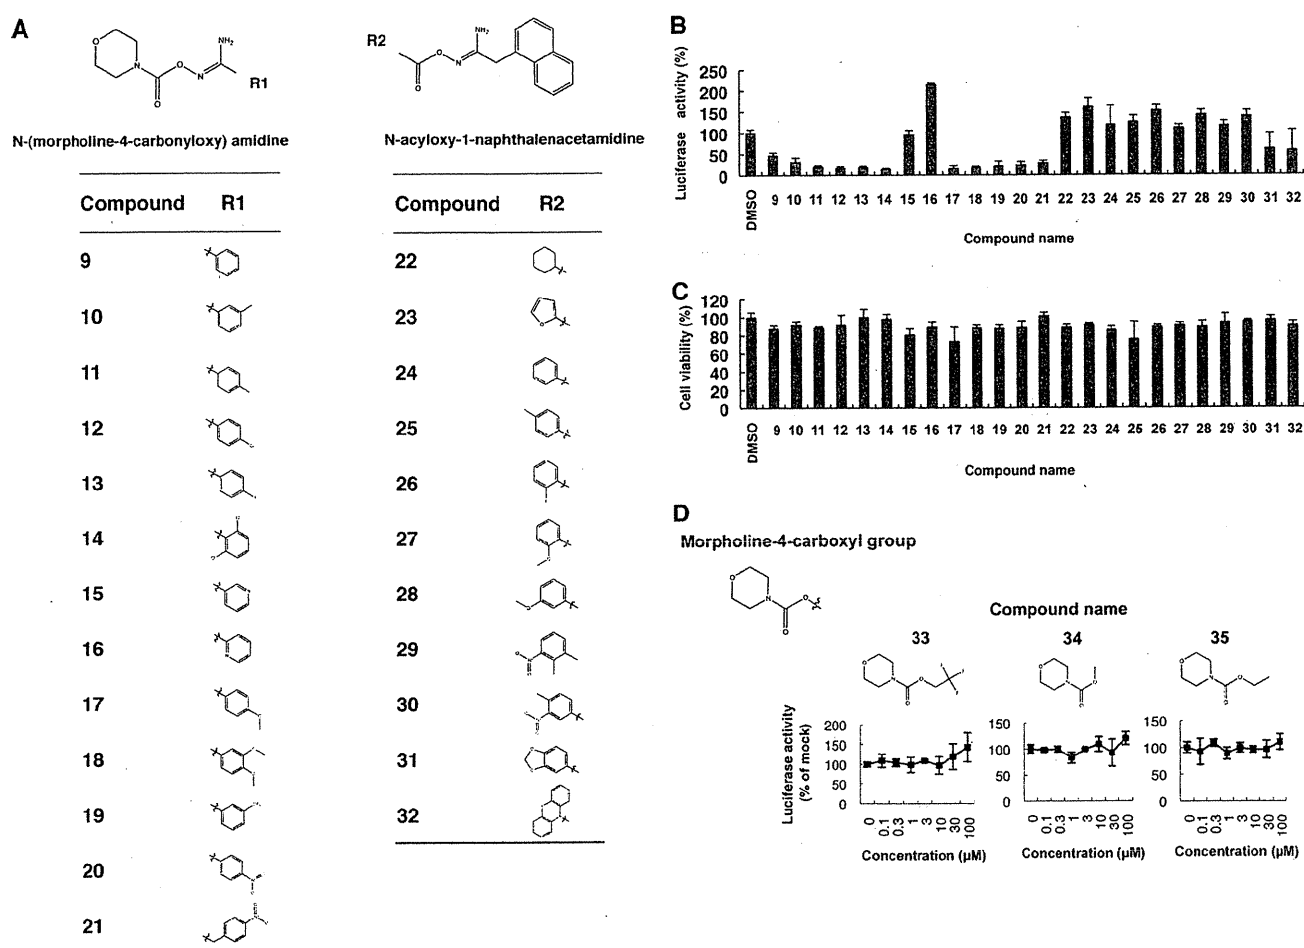 A
R1
N-(morpholine-4-carbonyloxy) amidine
Compound R1
9
10
11
12
13
14
15
16
17
18
19
20
21
R2
N-acyloxy-1-naphthalenacetamidine
Compound R2
22
23
24
25
26
27
28
29
30
31
32
B
Luciferase activity (%)
250
200
150
100
50
0
DMSO 9 10 11 12 13 14 15 16 17 18 19 20 21 22 23 24 25 26 27 28 29 30 31 32
Compound name
C
Cell viability (%)
120
100
80
60
40
20
0
DMSO 9 10 11 12 13 14 15 16 17 18 19 20 21 22 23 24 25 26 27 28 29 30 31 32
Compound name
D
Morpholine-4-carboxyl group
Compound name
33 34 35
Luciferase activity
(% of mock)
200
150
100
50
0
0 0.1 0.3 1 3 10 30 100
Concentration (µM)
150
100
50
0
0 0.1 0.3 1 3 10 30 100
Concentration (µM)
150
100
50
0
0 0.1 0.3 1 3 10 30 100
Concentration (µM)